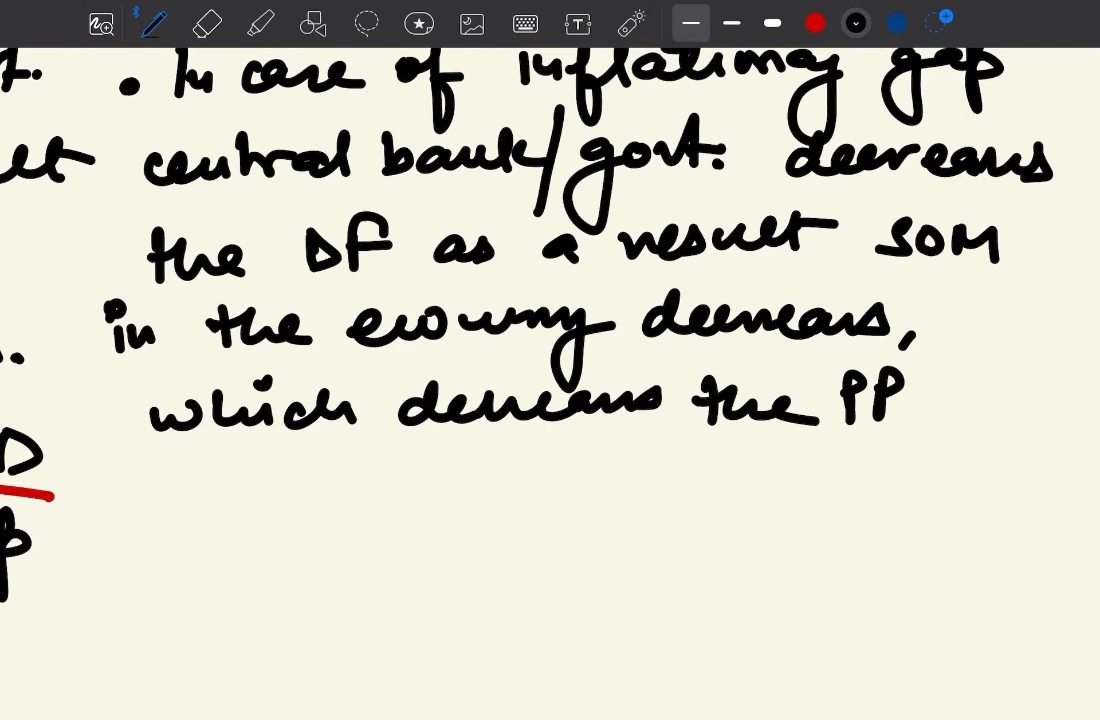 . In case of inflationary gap
central bank/govt. decreases
the DF as a result SOM
in the economy decreases,
which decreases the PP
D